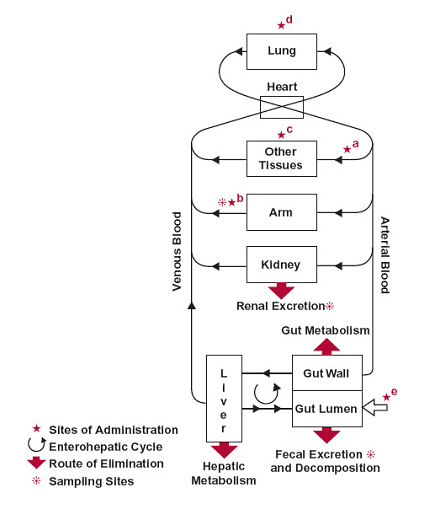 d
Lung
Heart
c
a
Other
Tissues
b
Arm
Venous Blood
Arterial Blood
Kidney
Renal Excretion
Gut Metabolism
Liver
Gut Wall
Gut Lumen
e
Sites of Administration
Enterohepatic Cycle
Route of Elimination
Sampling Sites
Hepatic
Metabolism
Fecal Excretion
and Decomposition